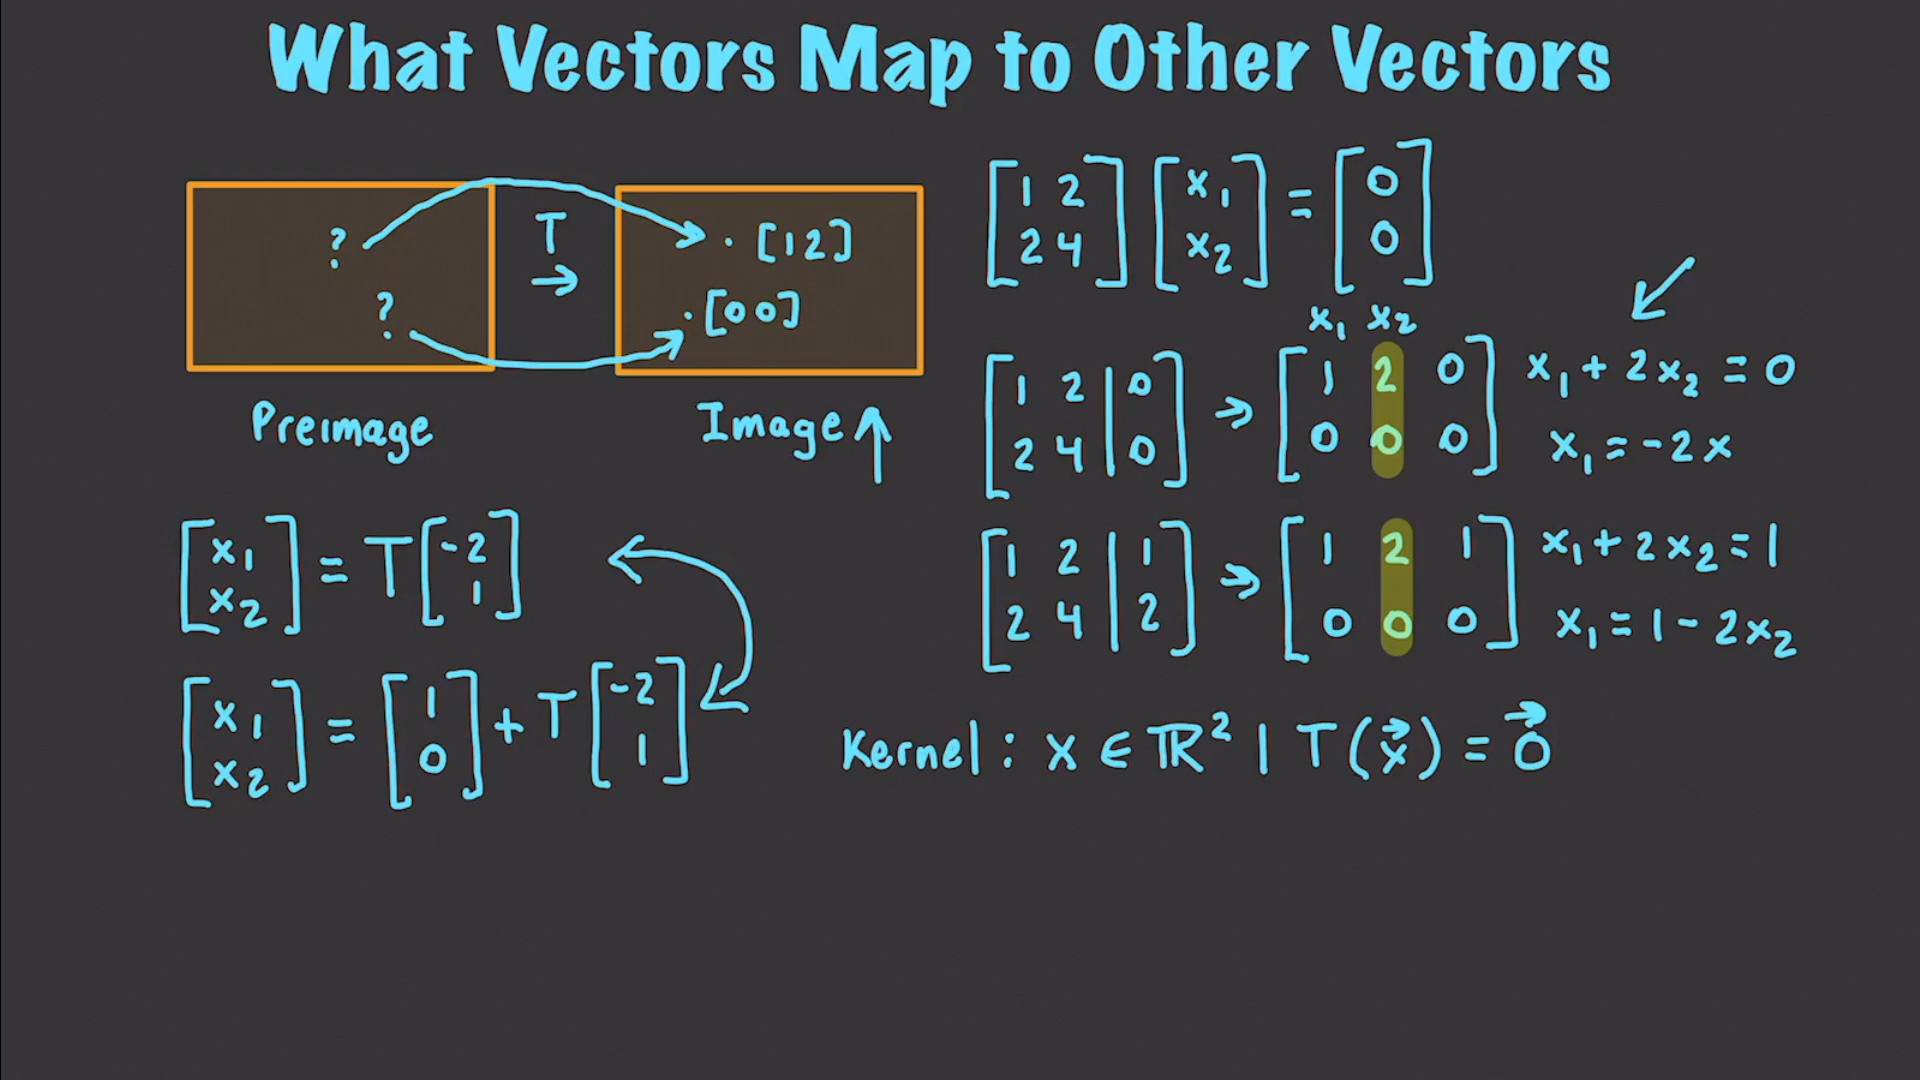 What Vectors Map to Other Vectors
? T → · [1 2]
? · [0 0]
Preimage Image ↑
[x₁ x₂] = T [-2 1]
[x₁ x₂] = [1 0] + T [-2 1]
[1 2 2 4] [x₁ x₂] = [0 0]
x₁ x₂
[1 2 | 0 2 4 | 0] → [1 2 0 0 0 0] x₁ + 2x₂ = 0
x₁ = -2x
[1 2 | 1 2 4 | 2] → [1 2 1 0 0 0] x₁ + 2x₂ = 1
x₁ = 1 - 2x₂
Kernel : x ∈ ℝ² | T(x⃗) = 0⃗